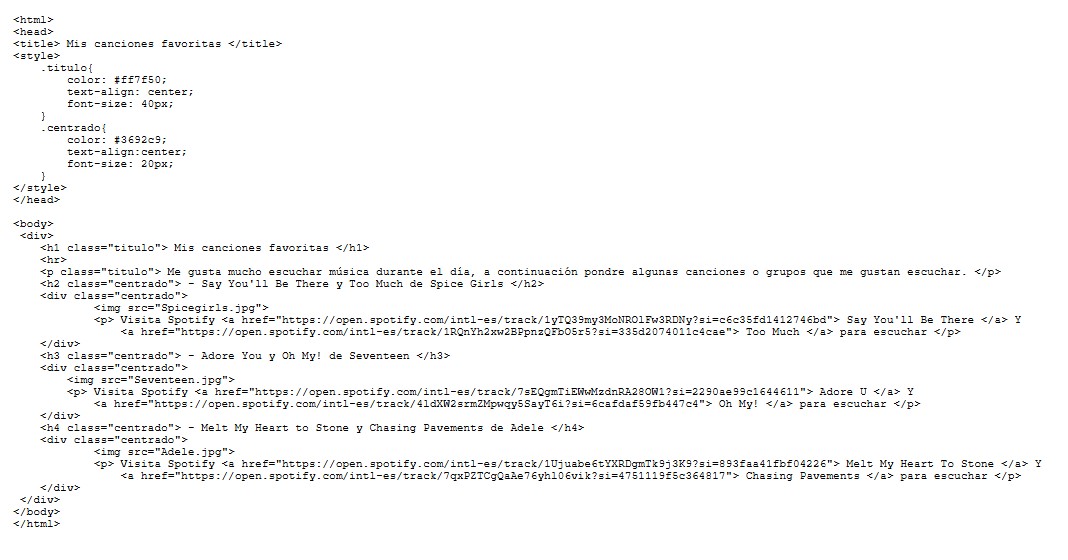 <html>
<head>
<title> Mis canciones favoritas </title>
<style>
    .titulo{
        color: #ff7f50;
        text-align: center;
        font-size: 40px;
    }
    .centrado{
        color: #3692c9;
        text-align:center;
        font-size: 20px;
    }
</style>
</head>

<body>
 <div>
    <h1 class="titulo"> Mis canciones favoritas </h1>
    <hr>
    <p class="titulo"> Me gusta mucho escuchar música durante el día, a continuación pondre algunas canciones o grupos que me gustan escuchar. </p>
    <h2 class="centrado"> - Say You'll Be There y Too Much de Spice Girls </h2>
    <div class="centrado">
            <img src="Spicegirls.jpg">
            <p> Visita Spotify <a href="https://open.spotify.com/intl-es/track/1yTQ39my3MoNROlFw3RDNy?si=c6c35fd1412746bd"> Say You'll Be There </a> Y
                <a href="https://open.spotify.com/intl-es/track/1RQnYh2xw2BPpnzQFbO5r5?si=335d2074011c4cae"> Too Much </a> para escuchar </p>
    </div>
    <h3 class="centrado"> - Adore You y Oh My! de Seventeen </h3>
    <div class="centrado">
        <img src="Seventeen.jpg">
        <p> Visita Spotify <a href="https://open.spotify.com/intl-es/track/7sEQgmTiEWwMzdnRA28OW1?si=2290ae99c1644611"> Adore U </a> Y
            <a href="https://open.spotify.com/intl-es/track/4ldXW2srmZMpwqy5SayT6i?si=6cafdaf59fb447c4"> Oh My! </a> para escuchar </p>
    </div>
    <h4 class="centrado"> - Melt My Heart to Stone y Chasing Pavements de Adele </h4>
    <div class="centrado">
            <img src="Adele.jpg">
            <p> Visita Spotify <a href="https://open.spotify.com/intl-es/track/1Ujuabe6tYXRDgmTk9j3K9?si=893faa41fbf04226"> Melt My Heart To Stone </a> Y
                <a href="https://open.spotify.com/intl-es/track/7qxPZTCgQaAe76yhl06vik?si=4751119f5c364817"> Chasing Pavements </a> para escuchar </p>
    </div>
 </div>
</body>
</html>